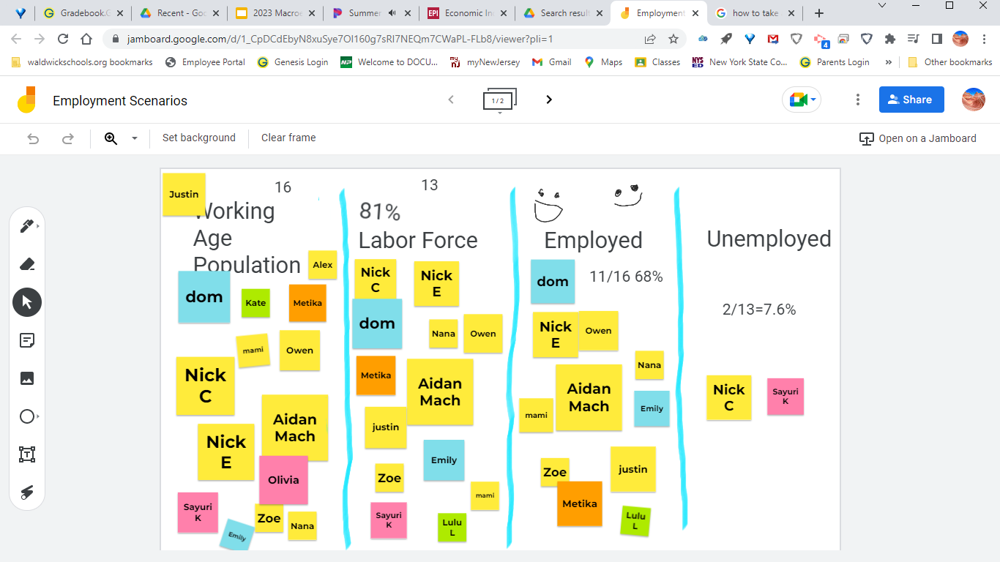 Gradebook.G
Recent - Goo
2023 Macroe
Summer
Economic In
Search result
Employment
how to take
jamboard.google.com/d/1_CpDCdEbyN8xuSye7OI160g7sRI7NEQm7CWaPL-FLb8/viewer?pli=1
4
waldwickschools.org bookmarks
Employee Portal
Genesis Login
Welcome to DOCU...
myNewJersey
Gmail
Maps
Classes
New York State Co...
Parents Login
»
Other bookmarks
Employment Scenarios
1 / 2
Share
Set background
Clear frame
Open on a Jamboard
Justin
16
Working
Age
Population
Alex
dom
Kate
Metika
mami
Owen
Nick
C
Aidan
Mach
Nick
E
Olivia
Sayuri
K
Zoe
Nana
Emily
13
81%
Labor Force
Nick
C
Nick
E
dom
Nana
Owen
Metika
Aidan
Mach
justin
Emily
Zoe
mami
Sayuri
K
Lulu
L
Employed
dom
11/16 68%
Nick
E
Owen
Nana
Aidan
Mach
mami
Emily
Zoe
justin
Metika
Lulu
L
Unemployed
2/13=7.6%
Nick
C
Sayuri
K